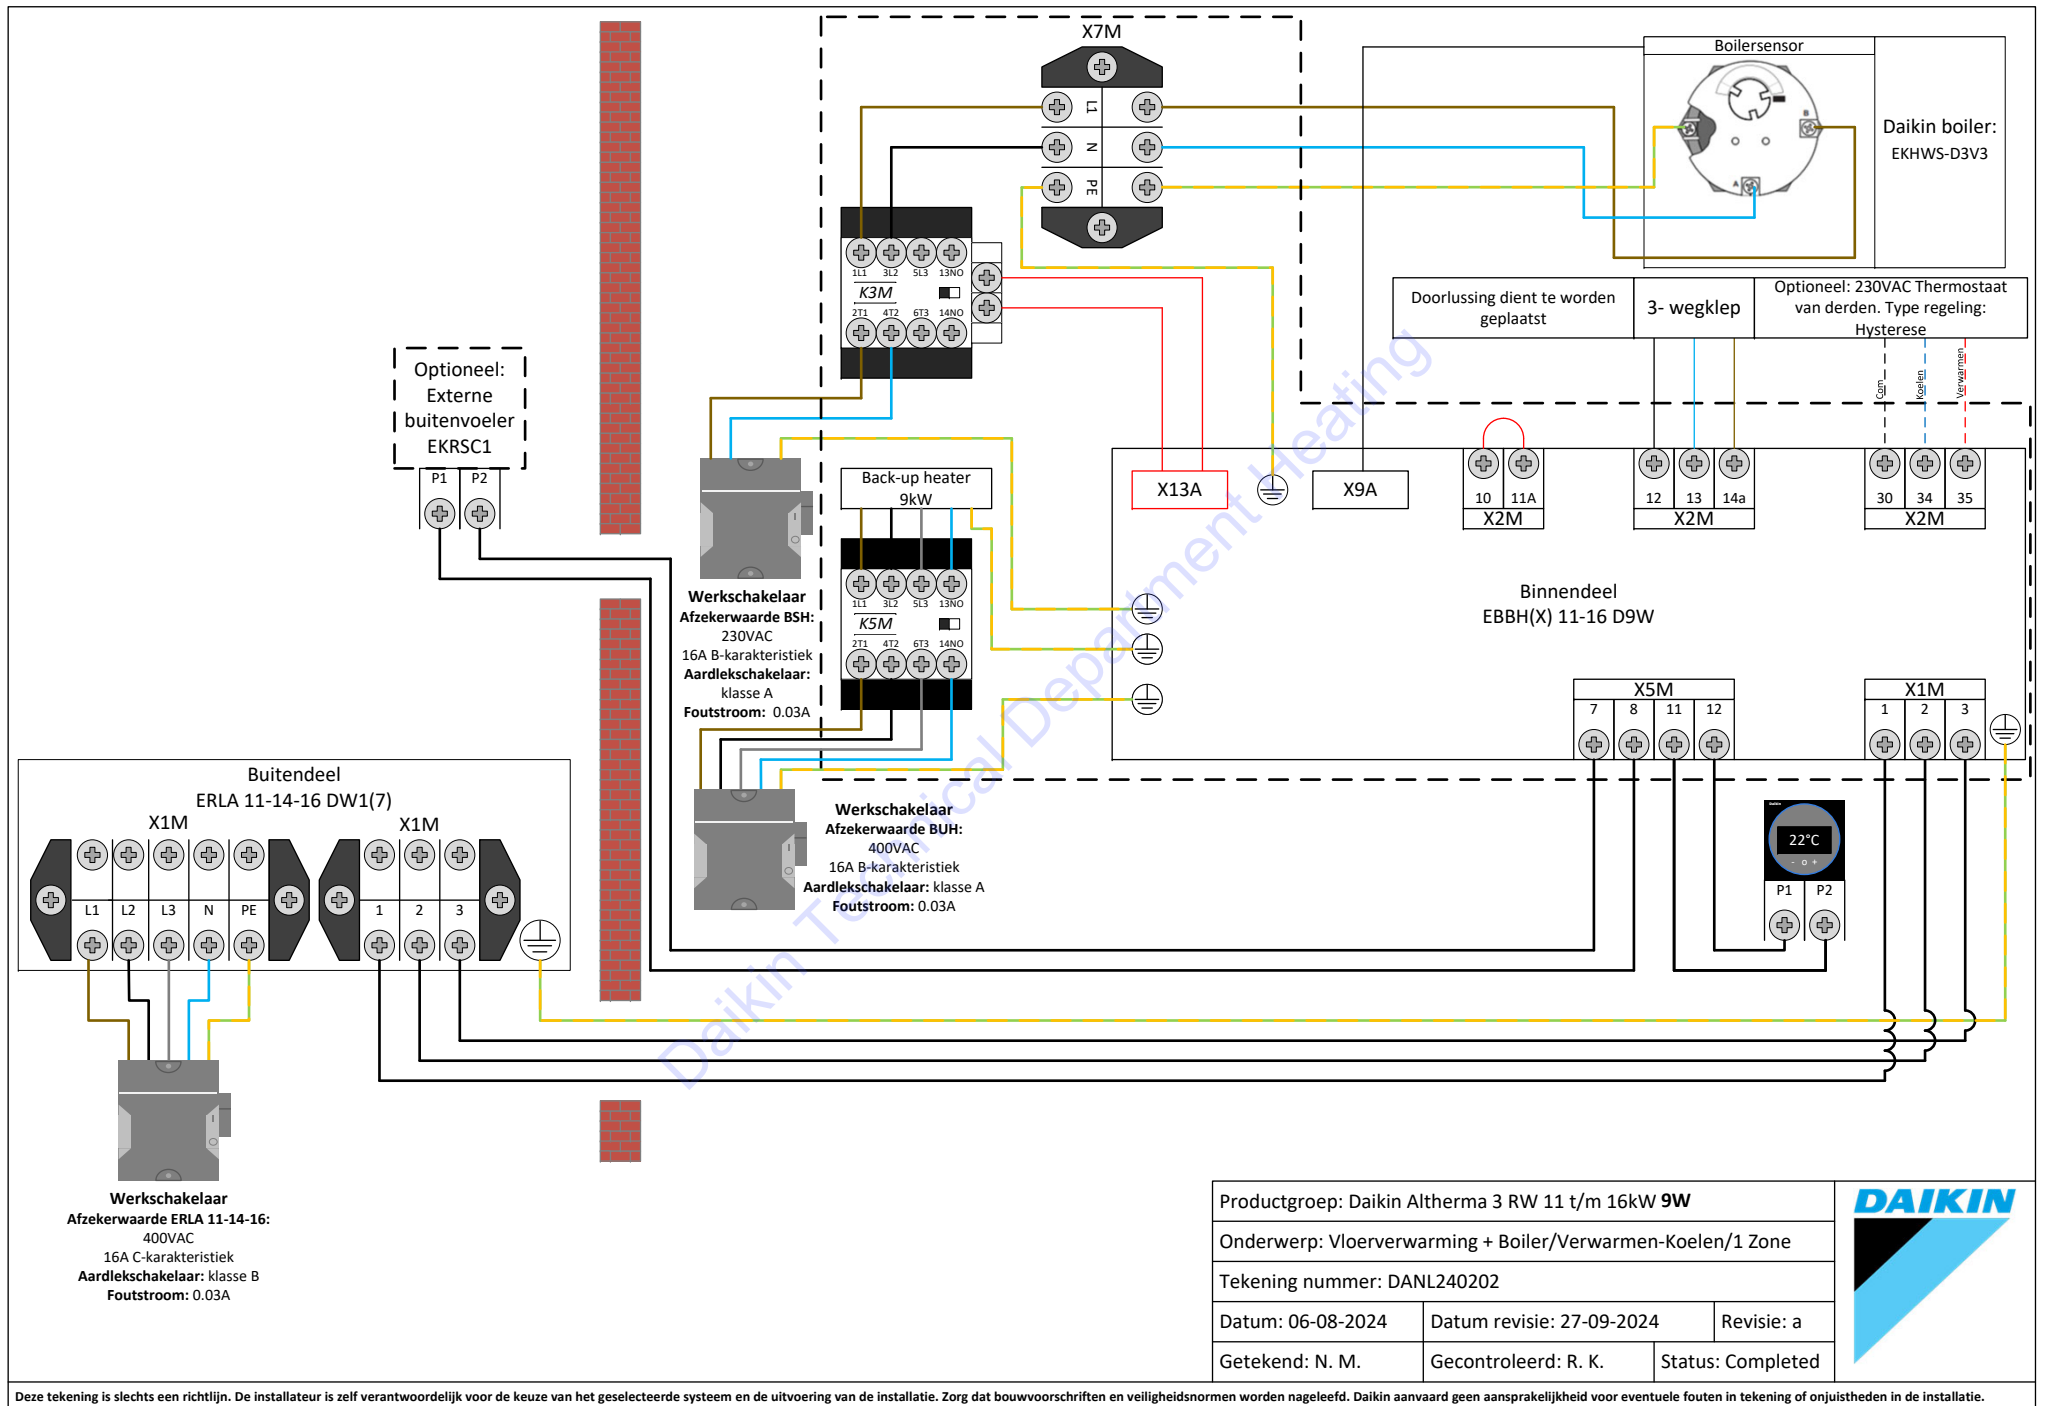 X7M
L1
N
PE
Boilersensor
B
A
Daikin boiler:
EKHWS-D3V3
1L1 3L2 5L3 13NO
K3M
2T1 4T2 6T3 14NO
Doorlussing dient te worden
geplaatst
3- wegklep
Optioneel: 230VAC Thermostaat
van derden. Type regeling:
Hysterese
Com
Koelen
Verwarmen
Optioneel:
Externe
buitenvoeler
EKRSC1
P1 P2
Back-up heater
9kW
X13A
X9A
10 11A
X2M
12 13 14a
X2M
30 34 35
X2M
1L1 3L2 5L3 13NO
K5M
2T1 4T2 6T3 14NO
Werkschakelaar
Afzekerwaarde BSH:
230VAC
16A B-karakteristiek
Aardlekschakelaar:
klasse A
Foutstroom: 0.03A
Binnendeel
EBBH(X) 11-16 D9W
X5M
7 8 11 12
X1M
1 2 3
Werkschakelaar
Afzekerwaarde BUH:
400VAC
16A B-karakteristiek
Aardlekschakelaar: klasse A
Foutstroom: 0.03A
Daikin
22°C
- o +
P1 P2
Buitendeel
ERLA 11-14-16 DW1(7)
X1M
X1M
L1 L2 L3 N PE
1 2 3
Werkschakelaar
Afzekerwaarde ERLA 11-14-16:
400VAC
16A C-karakteristiek
Aardlekschakelaar: klasse B
Foutstroom: 0.03A
Daikin Technical Department Heating
Productgroep: Daikin Altherma 3 RW 11 t/m 16kW 9W
Onderwerp: Vloerverwarming + Boiler/Verwarmen-Koelen/1 Zone
Tekening nummer: DANL240202
Datum: 06-08-2024 Datum revisie: 27-09-2024 Revisie: a
Getekend: N. M. Gecontroleerd: R. K. Status: Completed
DAIKIN
Deze tekening is slechts een richtlijn. De installateur is zelf verantwoordelijk voor de keuze van het geselecteerde systeem en de uitvoering van de installatie. Zorg dat bouwvoorschriften en veiligheidsnormen worden nageleefd. Daikin aanvaard geen aansprakelijkheid voor eventuele fouten in tekening of onjuistheden in de installatie.